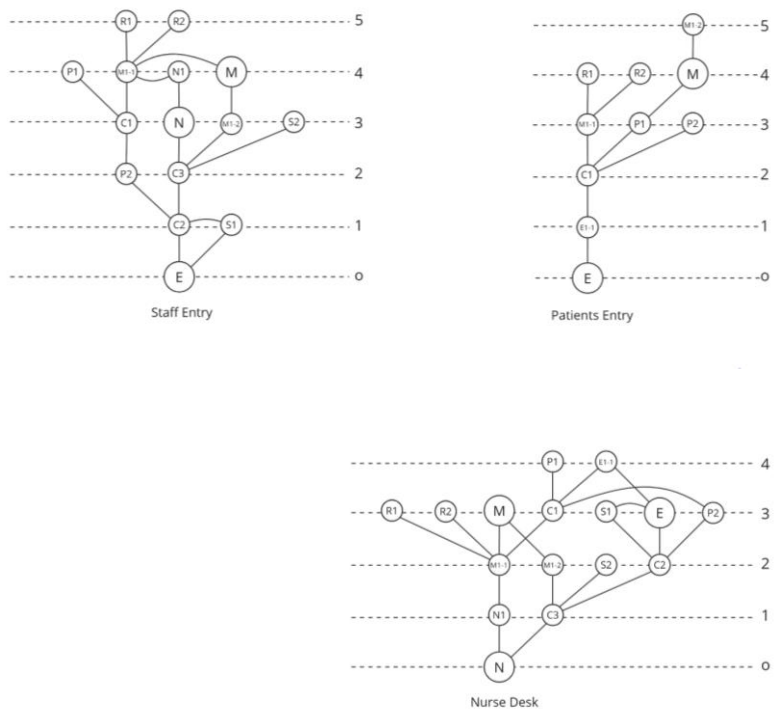 R1 R2 5
P1 M1-1 N1 M 4
C1 N M1-2 S2 3
P2 C3 2
C2 S1 1
E o
Staff Entry
M1-2 5
R1 R2 M 4
M1-1 P1 P2 3
C1 2
E1-1 1
E o
Patients Entry
P1 E1-1 4
R1 R2 M C1 S1 E P2 3
M1-1 M1-2 S2 C2 2
N1 C3 1
N o
Nurse Desk